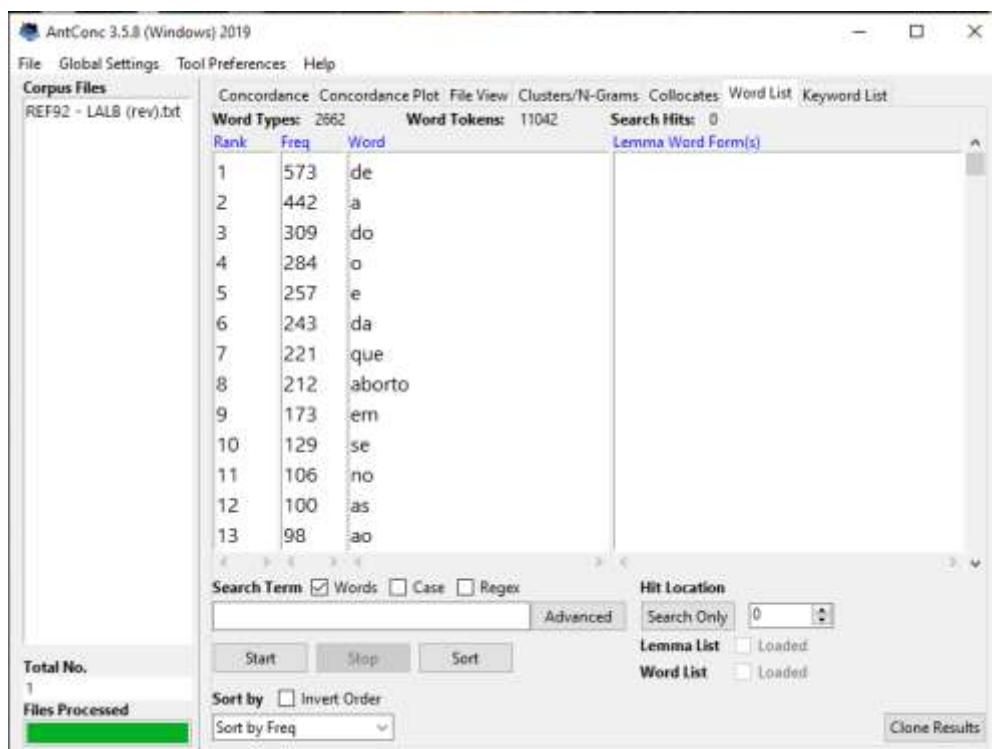 AntConc 3.5.8 (Windows) 2019
File Global Settings Tool Preferences Help
Corpus Files
REF92 - LALB (rev).txt
Concordance Concordance Plot File View Clusters/N-Grams Collocates Word List Keyword List
Word Types: 2662 Word Tokens: 11042 Search Hits: 0
Rank Freq Word Lemma Word Form(s)
1 573 de
2 442 a
3 309 do
4 284 o
5 257 e
6 243 da
7 221 que
8 212 aborto
9 173 em
10 129 se
11 106 no
12 100 as
13 98 ao
Search Term Words Case Regex Hit Location
Advanced Search Only 0
Lemma List Loaded
Start Stop Sort
Word List Loaded
Total No.
1
Sort by Invert Order
Files Processed
Sort by Freq Clone Results